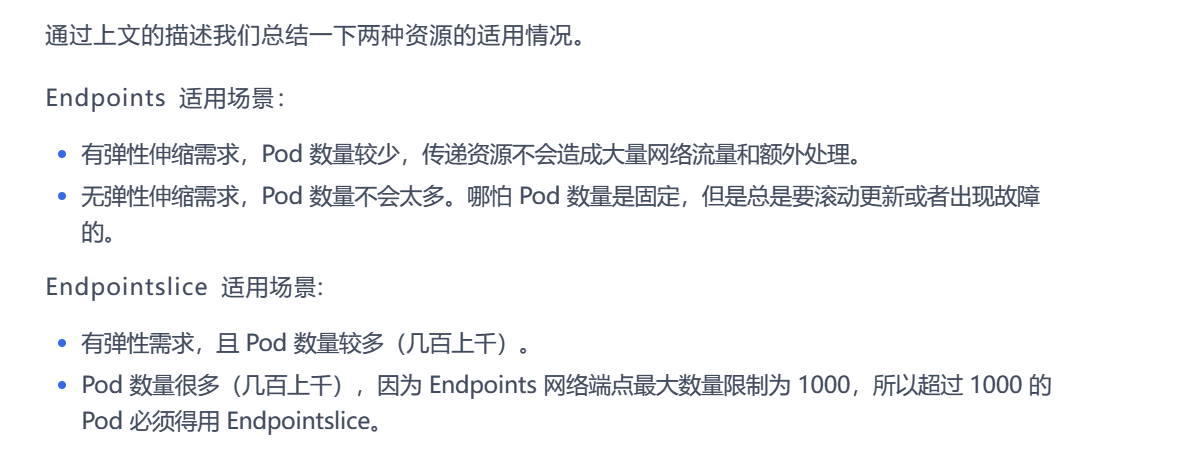 通过上文的描述我们总结一下两种资源的适用情况。
Endpoints 适用场景：
有弹性伸缩需求，Pod 数量较少，传递资源不会造成大量网络流量和额外处理。
无弹性伸缩需求，Pod 数量不会太多。哪怕 Pod 数量是固定，但是总是要滚动更新或者出现故障
的。
Endpointslice 适用场景:
有弹性需求，且 Pod 数量较多（几百上千）。
Pod 数量很多（几百上千），因为 Endpoints 网络端点最大数量限制为 1000，所以超过 1000 的
Pod 必须得用 Endpointslice。